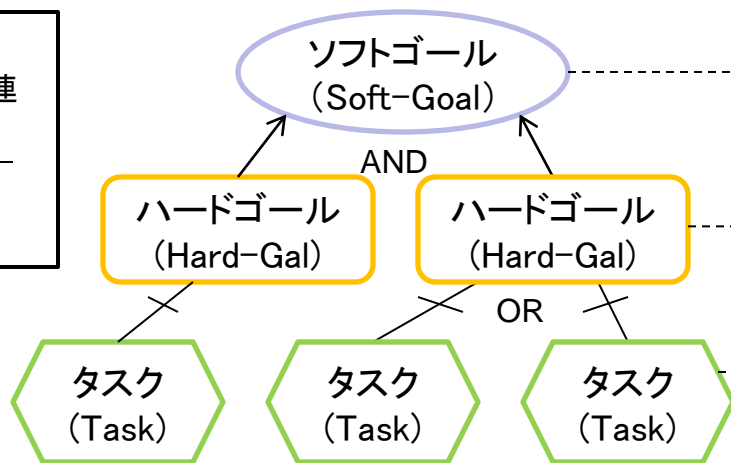 連
ソフトゴール
(Soft-Goal)
AND
ハードゴール
(Hard-Gal)
ハードゴール
(Hard-Gal)
OR
タスク
(Task)
タスク
(Task)
タスク
(Task)